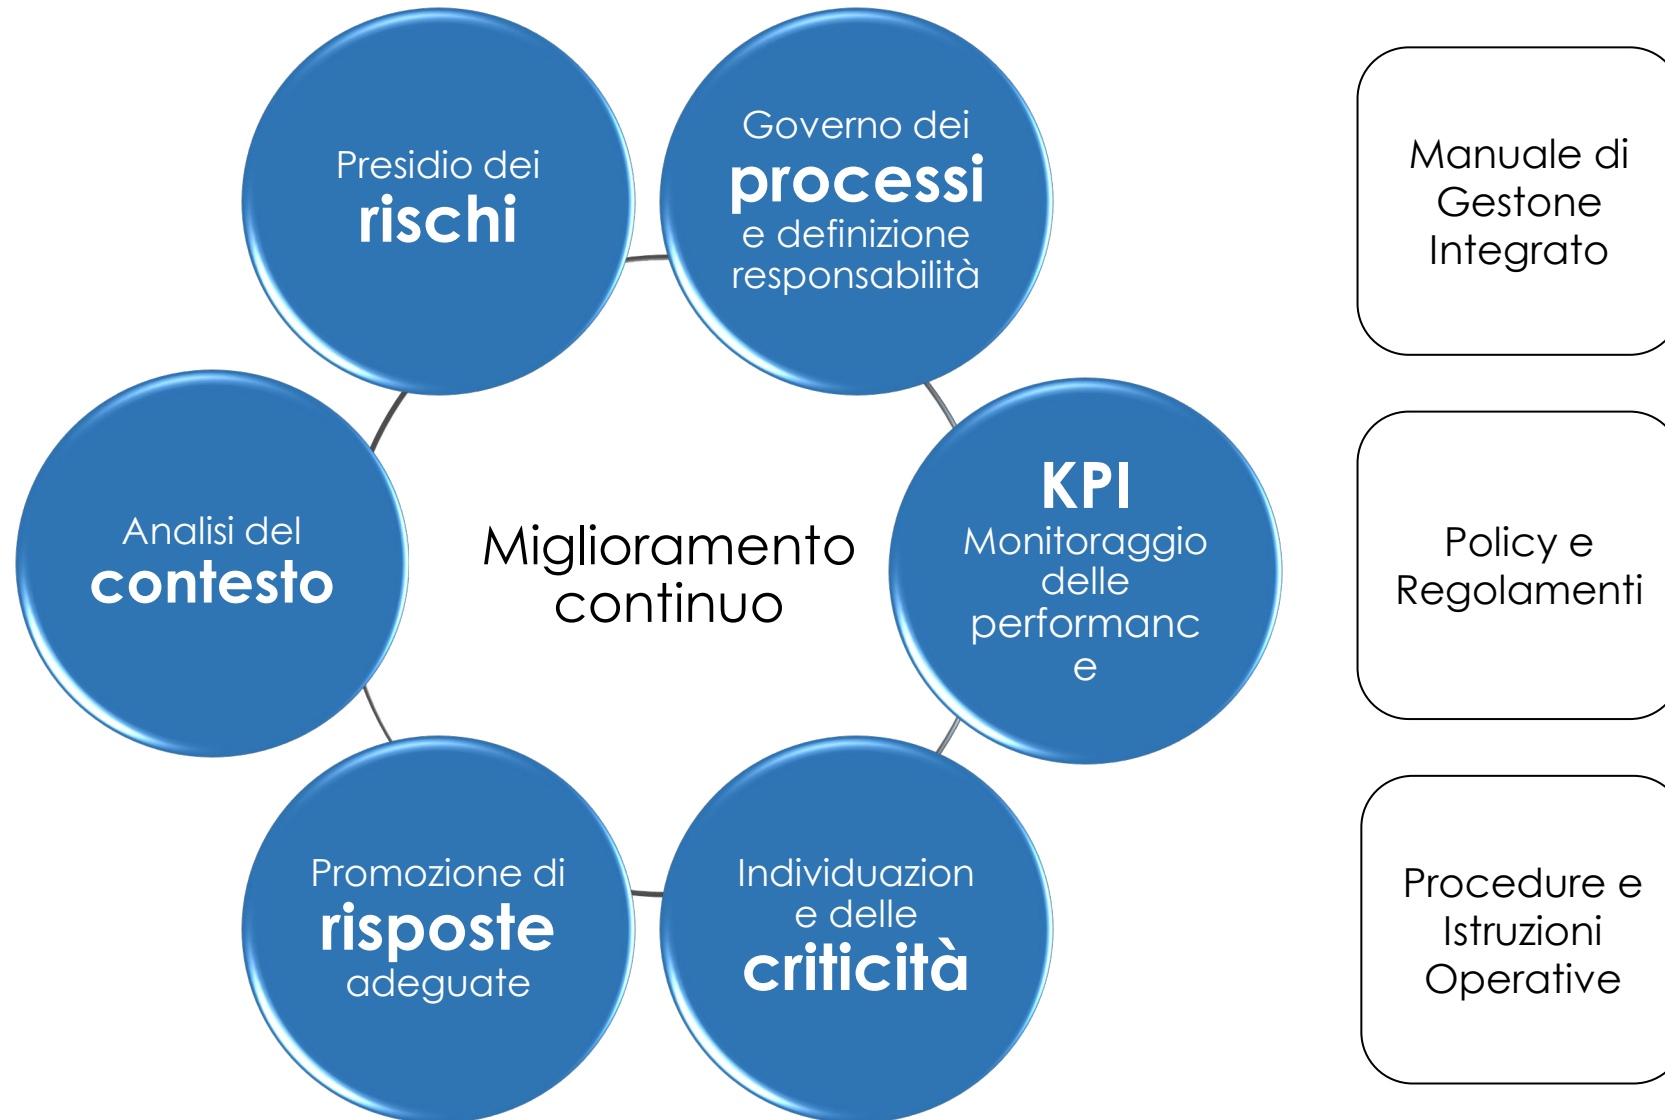 Presidio dei
rischi
Governo dei
processi
e definizione
responsabilità
KPI
Monitoraggio
delle
performanc
e
Individuazion
e delle
criticità
Promozione di
risposte
adeguate
Analisi del
contesto
Miglioramento
continuo
Manuale di
Gestone
Integrato
Policy e
Regolamenti
Procedure e
Istruzioni
Operative